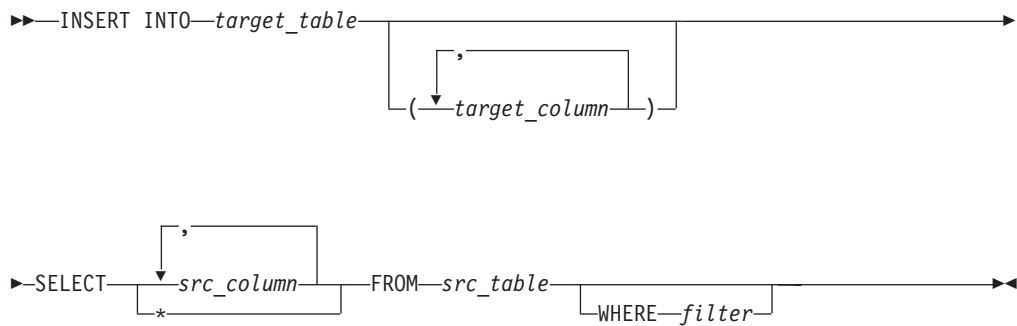 INSERT INTO target_table
,
( target_column )
,
SELECT src_column FROM src_table
*
WHERE filter